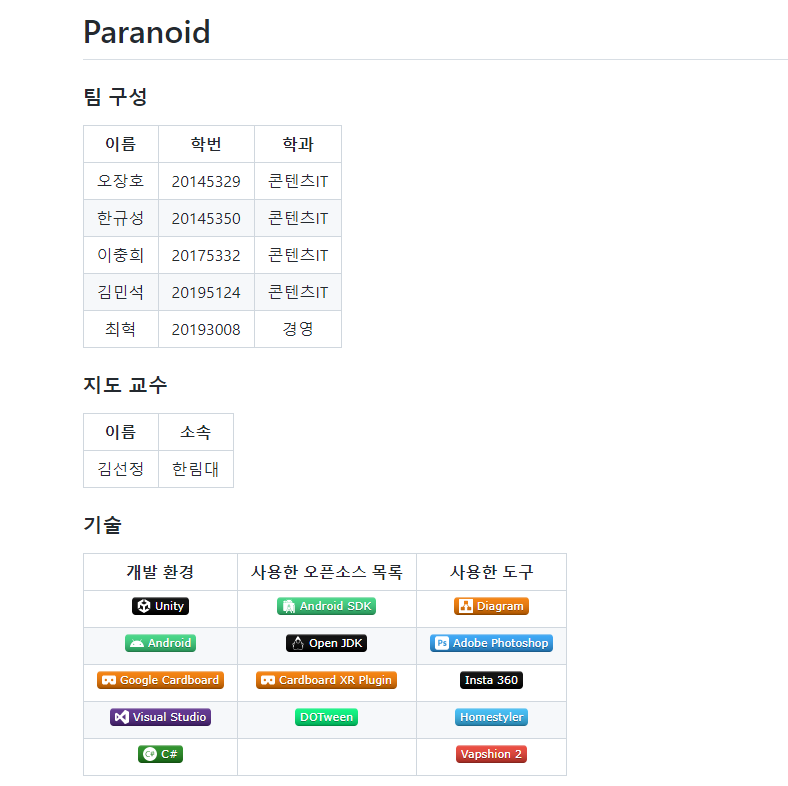 Paranoid
팀 구성
이름 학번 학과
오장호 20145329 콘텐츠IT
한규성 20145350 콘텐츠IT
이충희 20175332 콘텐츠IT
김민석 20195124 콘텐츠IT
최혁 20193008 경영
지도 교수
이름 소속
김선정 한림대
기술
개발 환경 사용한 오픈소스 목록 사용한 도구
Unity Android SDK Diagram
Android Open JDK Ps Adobe Photoshop
Google Cardboard Cardboard XR Plugin Insta 360
Visual Studio DOTween Homestyler
C# C# Vapshion 2